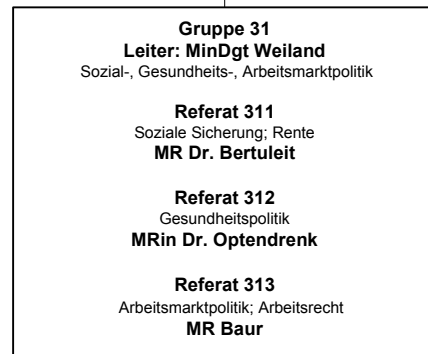 Gruppe 31
Leiter: MinDgt Weiland
Sozial-, Gesundheits-, Arbeitsmarktpolitik
Referat 311
Soziale Sicherung; Rente
MR Dr. Bertuleit
Referat 312
Gesundheitspolitik
MRin Dr. Optendrenk
Referat 313
Arbeitsmarktpolitik; Arbeitsrecht
MR Baur